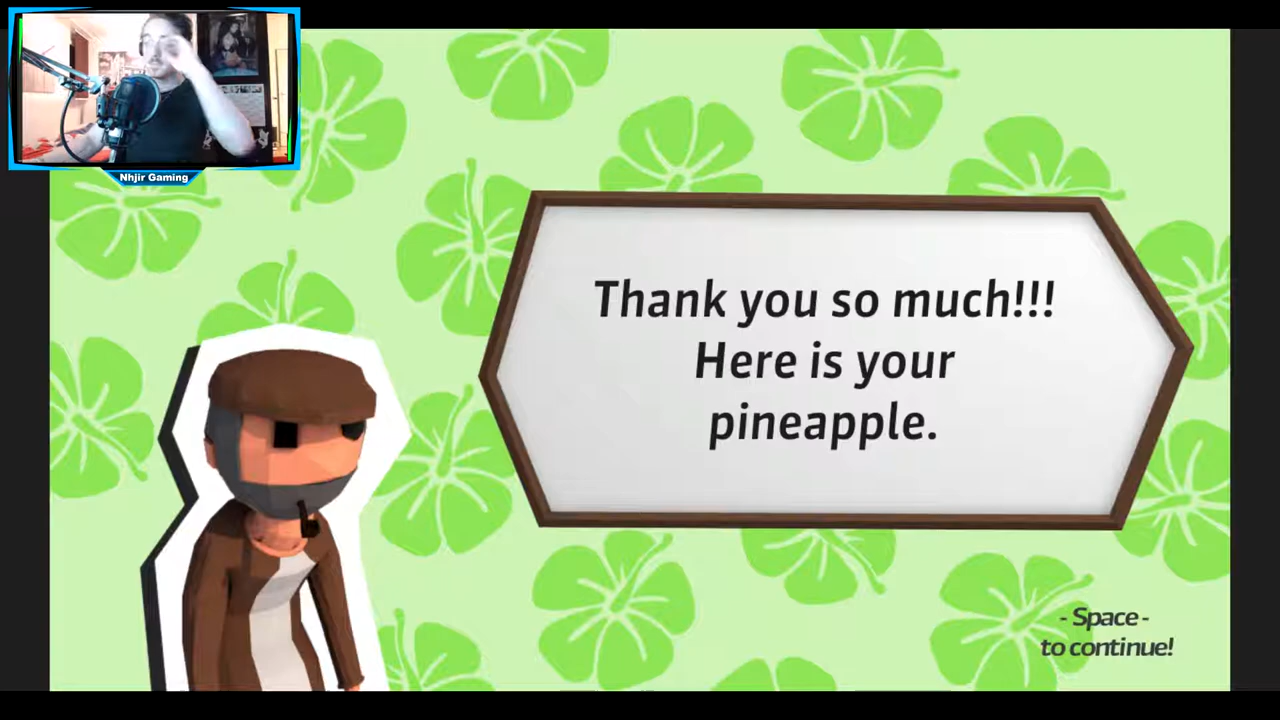 Nhjir Gaming
Thank you so much!!!
Here is your
pineapple.
- Space -
to continue!